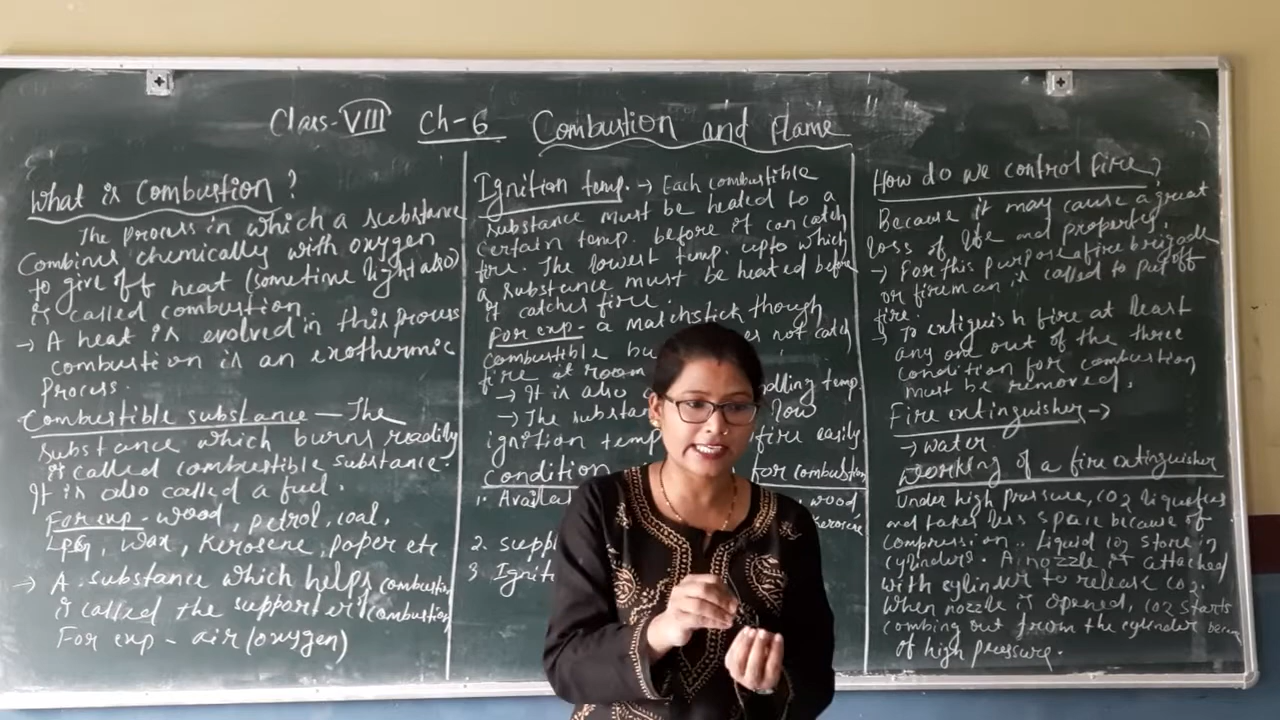 Class-VIII Ch-6 Combustion and Flame
What is Combustion?
The process in which a substance
Combines chemically with oxygen
to give off heat (sometime light also)
is called combustion.
→ A heat is evolved in this process
combustion is an exothermic
Process.
Combustible substance — The
substance which burns readily
is called combustible substance.
It is also called a fuel.
For exp - wood, petrol, coal,
LPG, wax, kerosene, paper etc
→ A substance which helps combustion
is called the supporter of combustion
For exp - air (oxygen)
Ignition temp. → Each combustible
substance must be heated to a
certain temp. before it can catch
fire. The lowest temp. upto which
a substance must be heated before
it catches fire.
For exp - a matchstick though
combustible es not catch
fire at room
→ It is also temp.
→ The low
ignition temp fire easily
Condition for combustion
1. wood,
kerosene
2.
3.
How do we control fire?
Because it may cause a great
loss of life and property.
→ For this purpose a fire brigade
or fireman is called to put off
fire.
→ To extiguish fire at least
any one out of the three
condition for combustion
must be removed.
Fire extinguisher →
→ water
Working of a fire extinguisher
Under high pressure, CO2 liquefies
and takes less space because of
compression. Liquid CO2 store in
cylinders. A nozzle is attached
with cylinder to release CO2.
When nozzle is opened, CO2 starts
combing out from the cylinder
of high pressure.